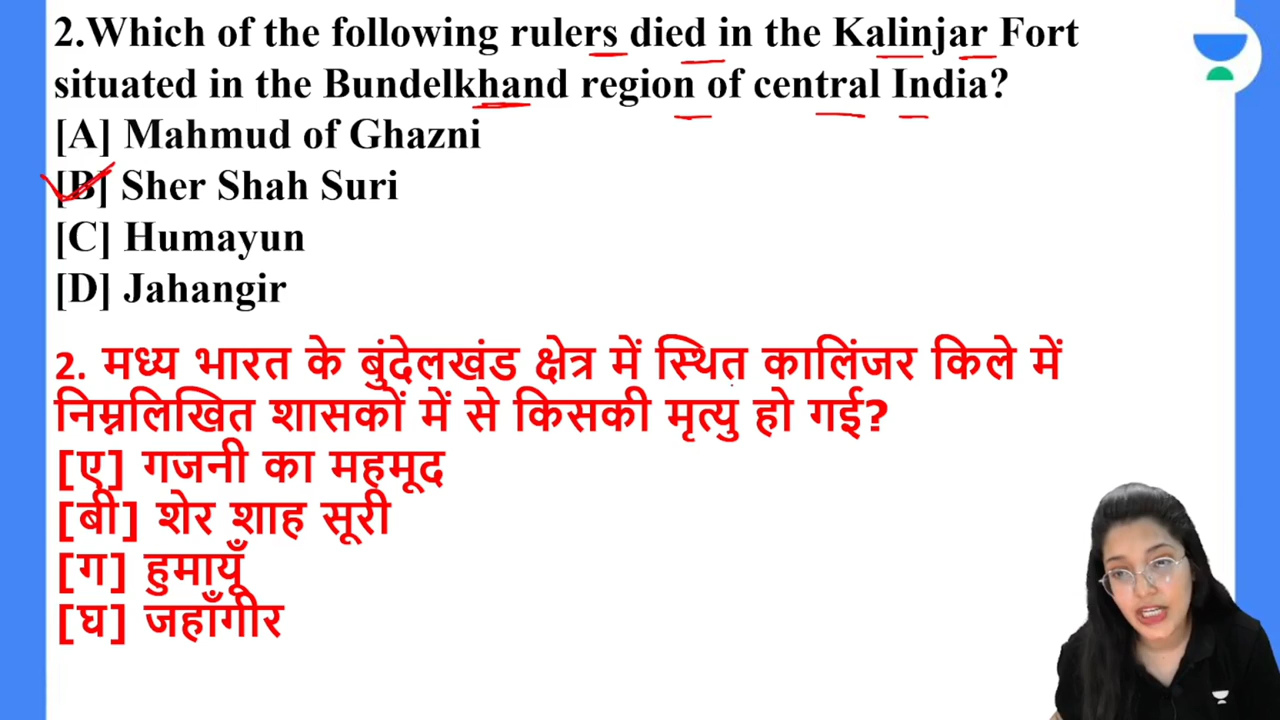 2.Which of the following rulers died in the Kalinjar Fort
situated in the Bundelkhand region of central India?
[A] Mahmud of Ghazni
[B] Sher Shah Suri
[C] Humayun
[D] Jahangir
2. मध्य भारत के बुंदेलखंड क्षेत्र में स्थित कालिंजर किले में
निम्नलिखित शासकों में से किसकी मृत्यु हो गई?
[ए] गजनी का महमूद
[बी] शेर शाह सूरी
[ग] हुमायूँ
[घ] जहाँगीर